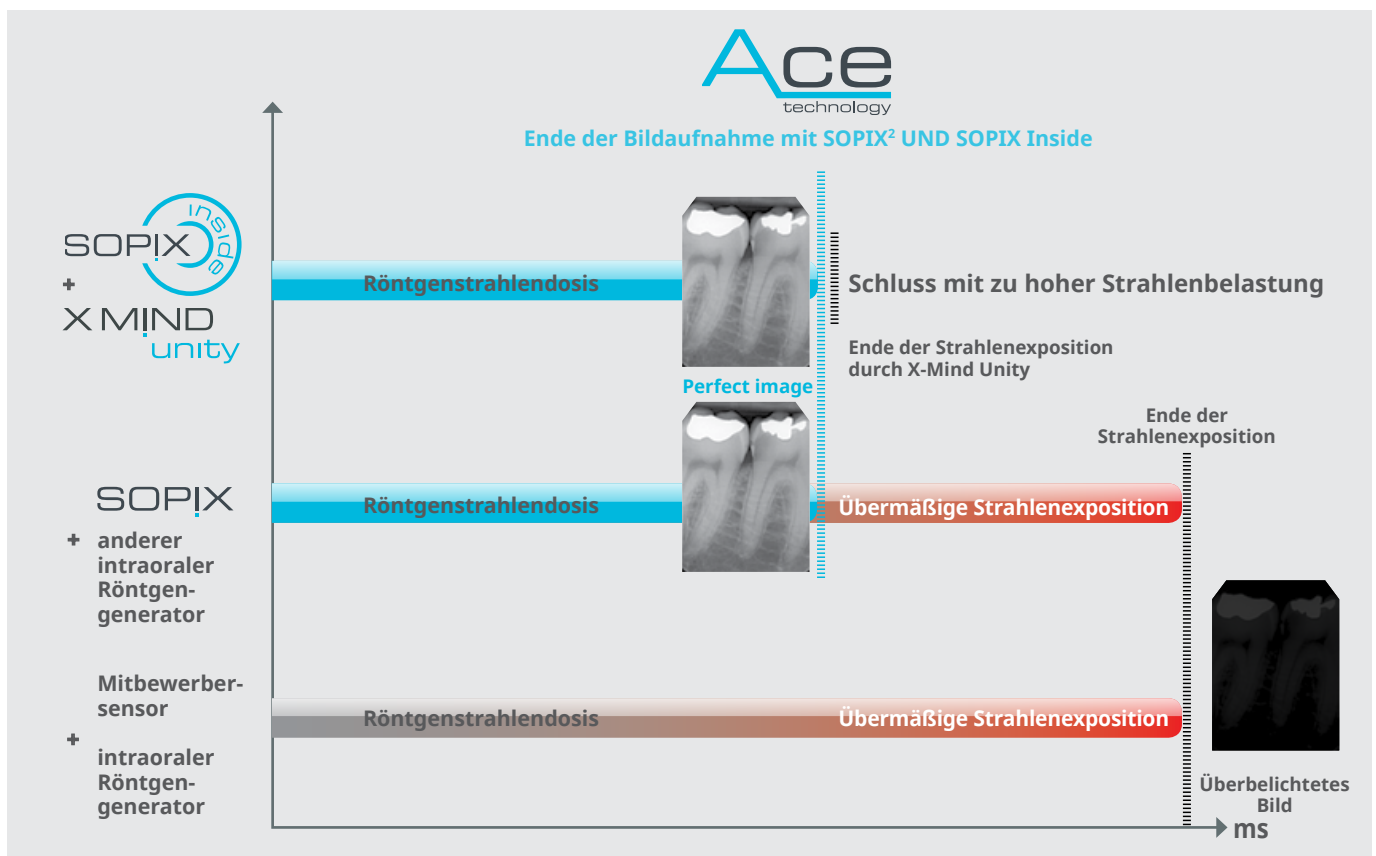 Ace
technology
Ende der Bildaufnahme mit SOPIX² UND SOPIX Inside
inside
SOPIX
+
X MIND
unity
Röntgenstrahlendosis
Schluss mit zu hoher Strahlenbelastung
Ende der Strahlenexposition
durch X-Mind Unity
Perfect image
Ende der
Strahlenexposition
SOPIX
+ anderer
intraoraler
Röntgen-
generator
Röntgenstrahlendosis
Übermäßige Strahlenexposition
Mitbewerber-
sensor
+
intraoraler
Röntgen-
generator
Röntgenstrahlendosis
Übermäßige Strahlenexposition
Überbelichtetes
Bild
ms